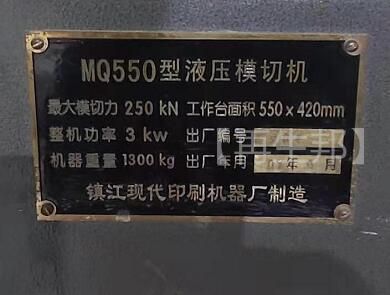 MQ550型液压模切机
最大模切力 250 kN 工作台面积 550×420mm
整机功率 3 kw 出厂编号
机器重量 1300 kg 出厂年月 年 月
镇江现代印刷机器厂制造